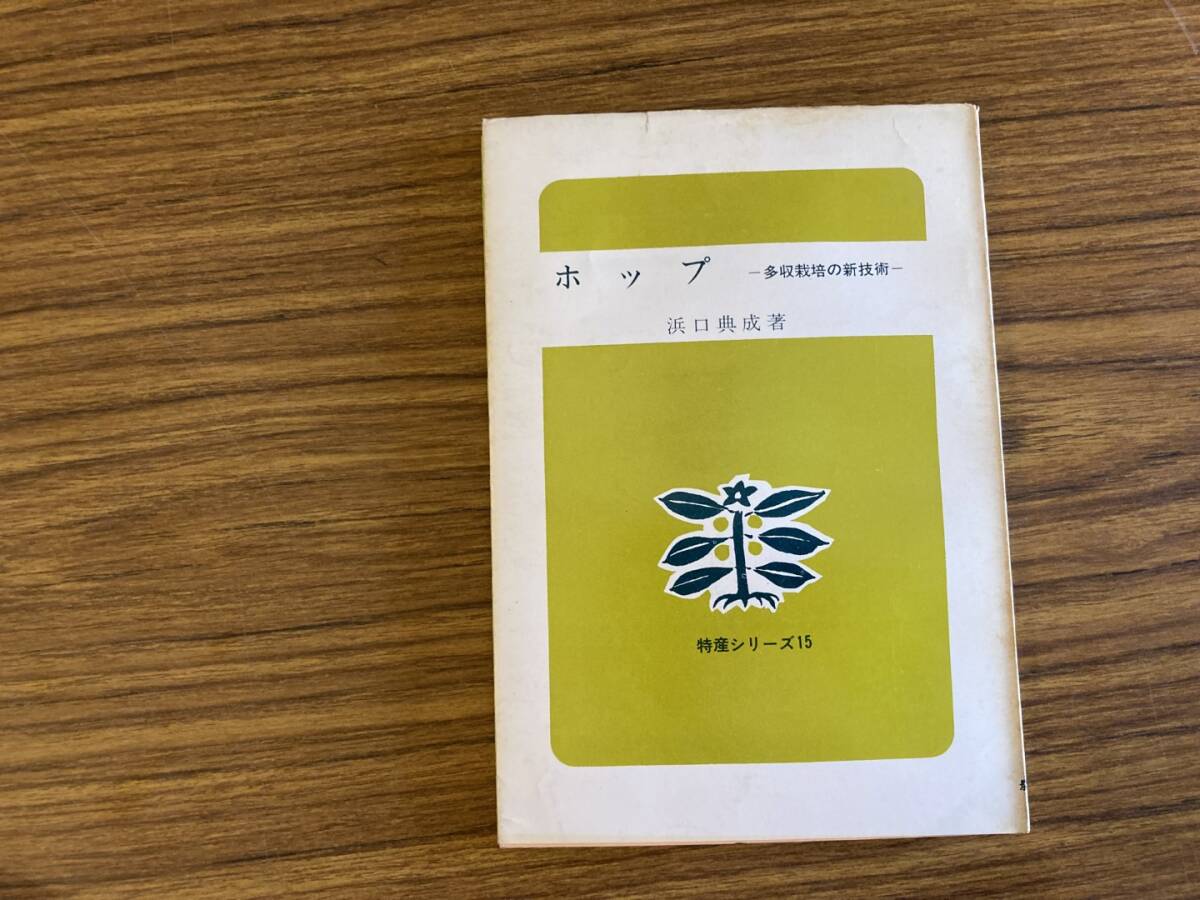 ホップ －多収栽培の新技術－
浜口典成著
特産シリーズ15